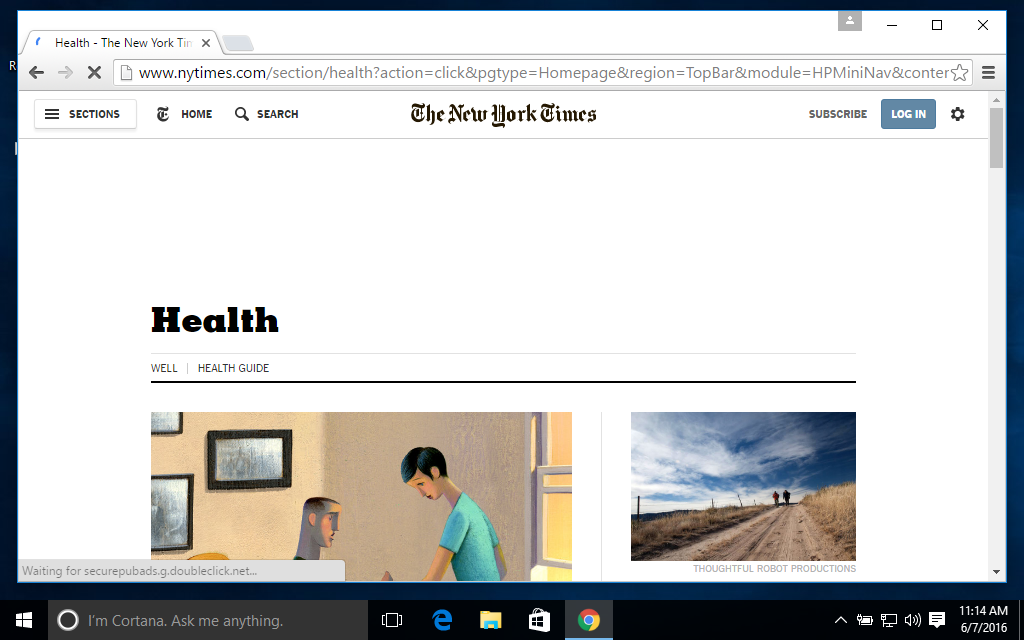 Health - The New York Tim
www.nytimes.com/section/health?action=click&pgtype=Homepage&region=TopBar&module=HPMiniNav&conter
SECTIONS
HOME
SEARCH
The New York Times
SUBSCRIBE
LOG IN
Health
WELL
HEALTH GUIDE
THOUGHTFUL ROBOT PRODUCTIONS
Waiting for securepubads.g.doubleclick.net...
I'm Cortana. Ask me anything.
11:14 AM
6/7/2016